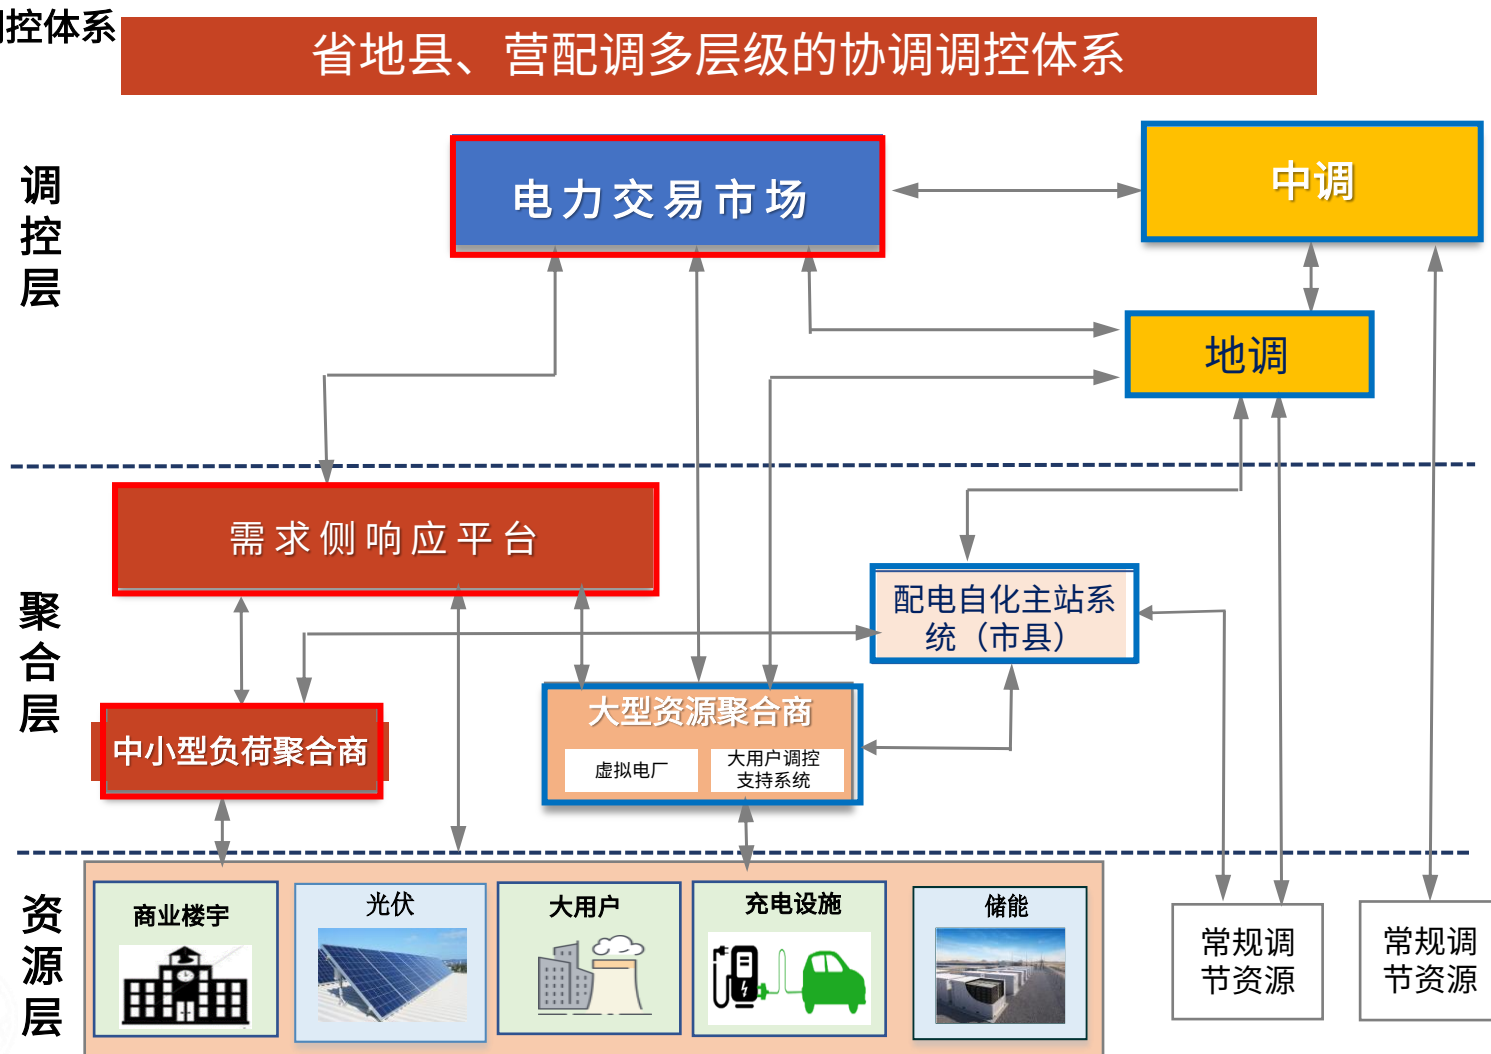 控体系
省地县、营配调多层级的协调调控体系
调
控
层
电力交易市场
中调
地调
聚
合
层
需求侧响应平台
配电自化主站系
统（市县）
中小型负荷聚合商
大型资源聚合商
虚拟电厂
大用户调控
支持系统
资
源
层
商业楼宇
光伏
大用户
充电设施
储能
常规调
节资源
常规调
节资源